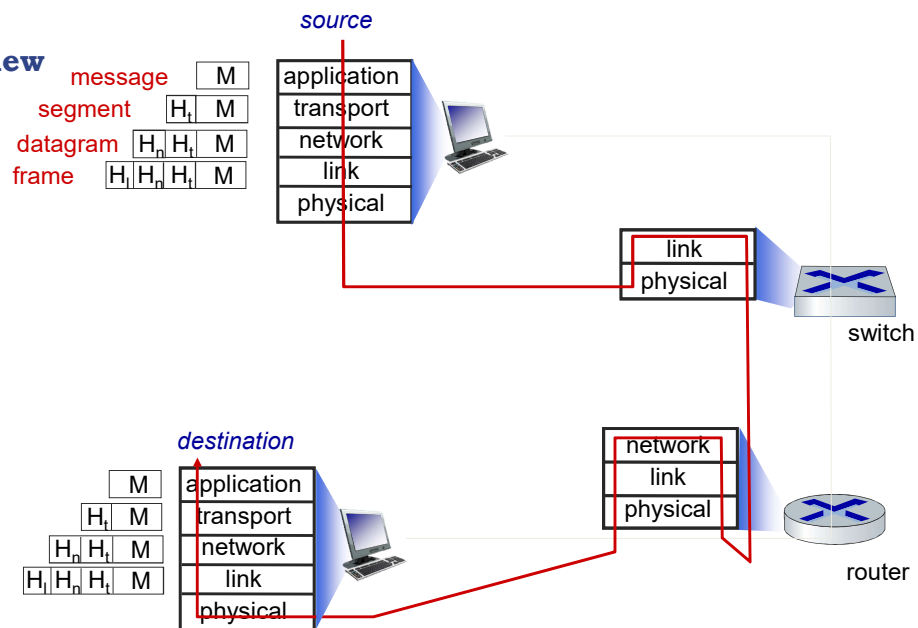 source
ew
message M application
segment Ht M transport
datagram Hn Ht M network
frame Hl Hn Ht M link
physical
link
physical
switch
destination
network
link
physical
router
M application
Ht M transport
Hn Ht M network
Hl Hn Ht M link
physical